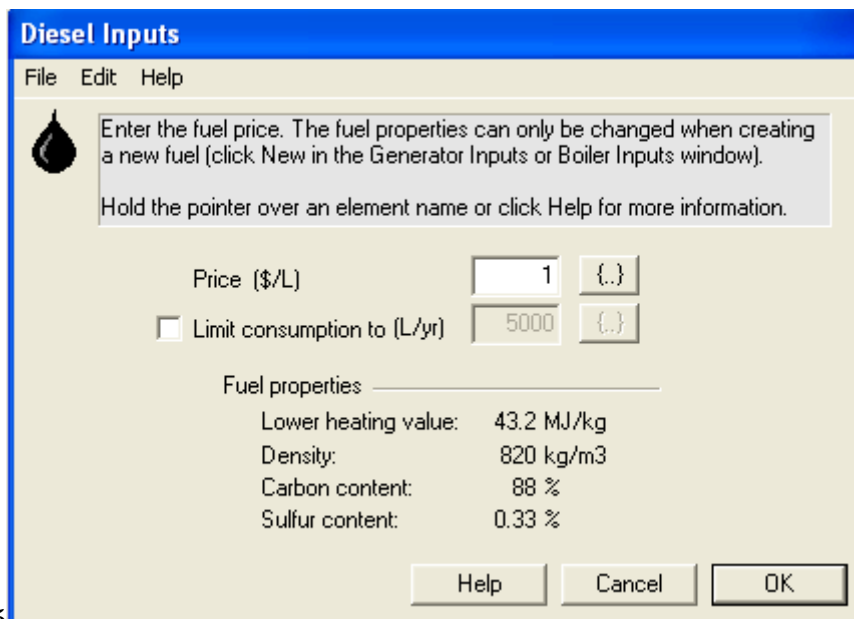 Diesel Inputs
File Edit Help
Enter the fuel price. The fuel properties can only be changed when creating
a new fuel (click New in the Generator Inputs or Boiler Inputs window).
Hold the pointer over an element name or click Help for more information.
Price ($/L) 1 {..}
Limit consumption to (L/yr) 5000 {..}
Fuel properties
Lower heating value: 43.2 MJ/kg
Density: 820 kg/m3
Carbon content: 88 %
Sulfur content: 0.33 %
Help Cancel OK